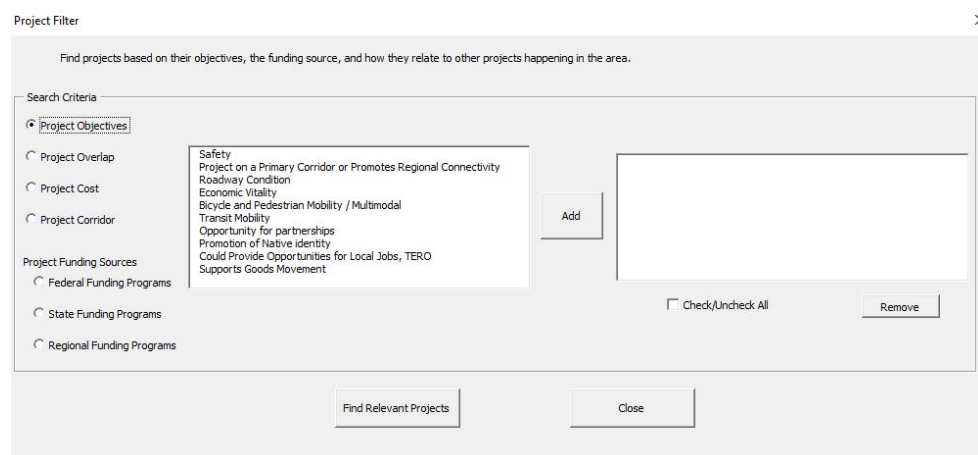 Project Filter
Find projects based on their objectives, the funding source, and how they relate to other projects happening in the area.
Search Criteria
Project Objectives
Project Overlap
Project Cost
Project Corridor
Project Funding Sources
Federal Funding Programs
State Funding Programs
Regional Funding Programs
Safety
Project on a Primary Corridor or Promotes Regional Connectivity
Roadway Condition
Economic Vitality
Bicycle and Pedestrian Mobility / Multimodal
Transit Mobility
Opportunity for partnerships
Promotion of Native identity
Could Provide Opportunities for Local Jobs, TERO
Supports Goods Movement
Add
Check/Uncheck All
Remove
Find Relevant Projects
Close